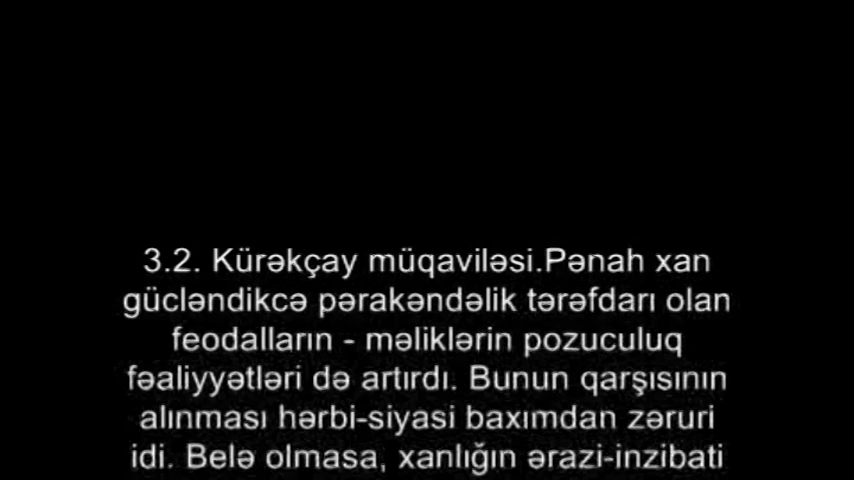 3.2. Kürəkçay müqaviləsi.Pənah xan
gücləndikcə pərakəndəlik tərəfdarı olan
feodalların - məliklərin pozuculuq
fəaliyyətləri də artırdı. Bunun qarşısının
alınması hərbi-siyasi baxımdan zəruri
idi. Belə olmasa, xanlığın ərazi-inzibati